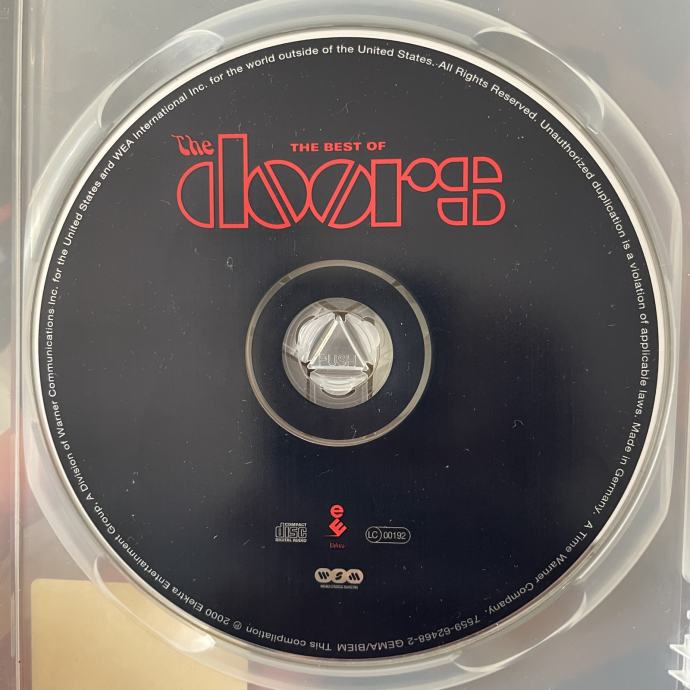 THE BEST OF
The doors
PUSH
COMPACT
disc
DIGITAL AUDIO
Elektra
LC 00192
WSM
℗ 2000 Elektra Entertainment Group. A Division of Warner Communications Inc. for the United States and WEA International Inc. for the world outside of the United States. All Rights Reserved. Unauthorized duplication is a violation of applicable laws. Made in Germany. A Time Warner Company. 7559-62468-2 GEMA/BIEM This compilation